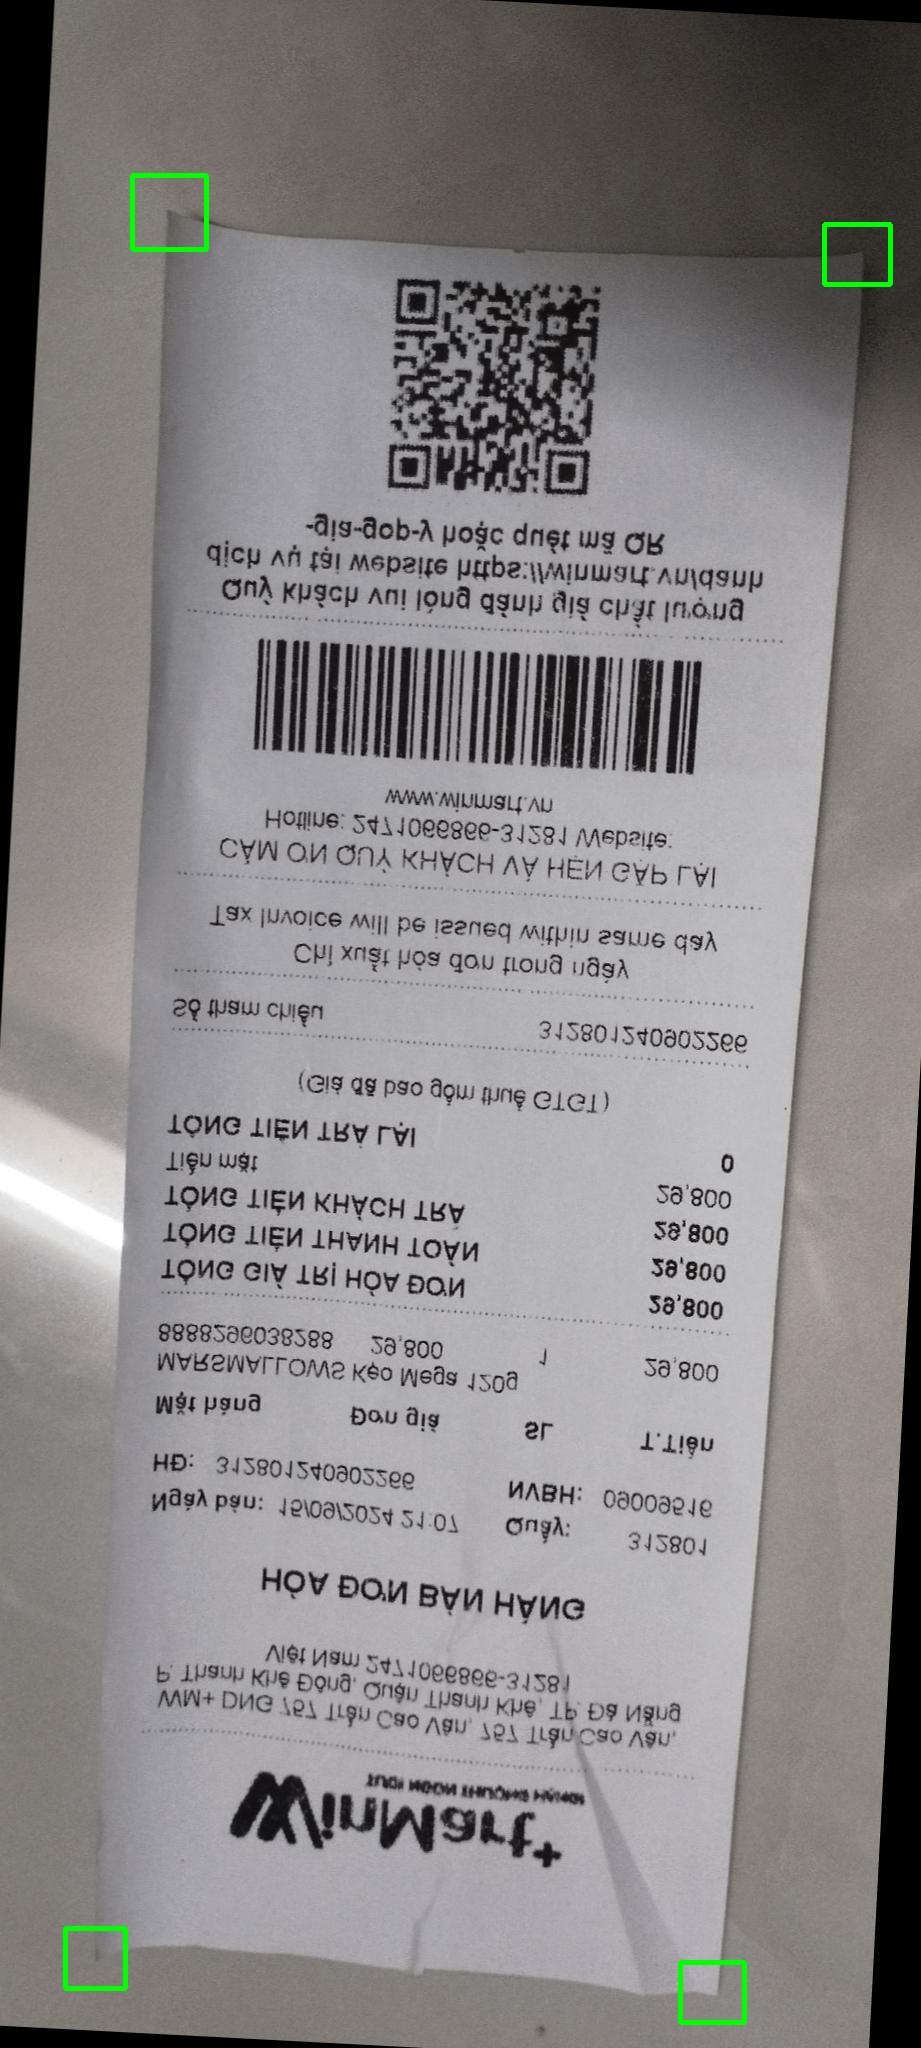 WinMart+
TƯƠI NGON THƯỢNG HẠNG!
WM+ DNG 757 Trần Cao Vân, 757 Trần Cao Vân,
P. Thanh Khê Đông, Quận Thanh Khê, TP. Đà Nẵng
Việt Nam 2471066866-31281
HÓA ĐƠN BÁN HÀNG
Ngày bán: 15/09/2024 21:07 Quầy: 312801
HĐ: 312801240902266 NVBH: 09009516
Mặt hàng Đơn giá SL T.Tiền
MARSMALLOWS Kẹo Mega 120g
8888296038288 29,800 1 29,800
TỔNG GIÁ TRỊ HÓA ĐƠN 29,800
TỔNG TIỀN THANH TOÁN 29,800
TỔNG TIỀN KHÁCH TRẢ 29,800
Tiền mặt 29,800
TỔNG TIỀN TRẢ LẠI 0
(Giá đã bao gồm thuế GTGT)
Số tham chiếu 312801240902266
Chỉ xuất hóa đơn trong ngày
Tax Invoice will be issued within same day
CẢM ƠN QUÝ KHÁCH VÀ HẸN GẶP LẠI
Hotline: 2471066866-31281 Website:
www.winmart.vn
Quý khách vui lòng đánh giá chất lượng
dịch vụ tại website https://winmart.vn/danh
-gia-gop-y hoặc quét mã QR